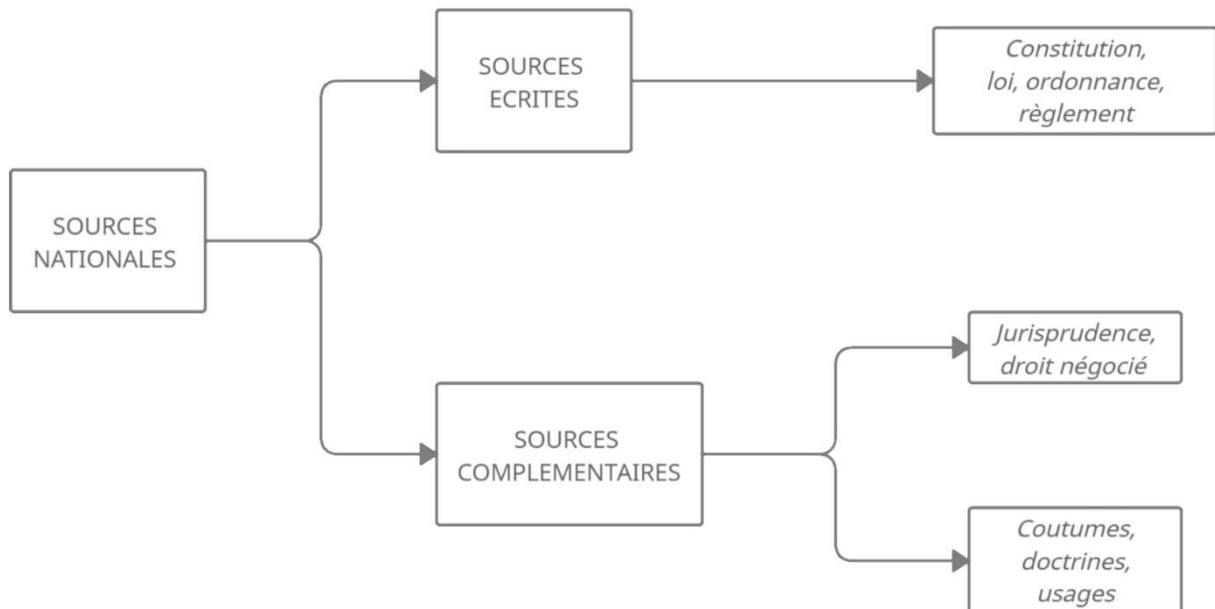 SOURCES
ECRITES
Constitution,
loi, ordonnance,
règlement
SOURCES
NATIONALES
Jurisprudence,
droit négocié
SOURCES
COMPLEMENTAIRES
Coutumes,
doctrines,
usages